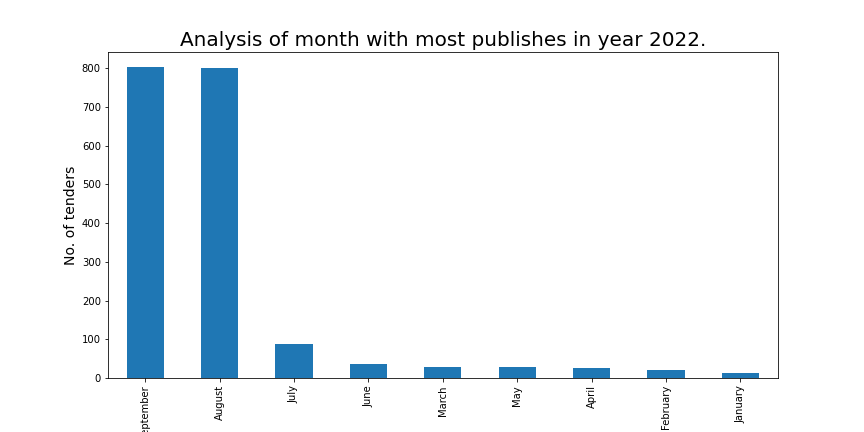 Analysis of month with most publishes in year 2022.
No. of tenders
800
700
600
500
400
300
200
100
0
eptember
August
July
June
March
May
April
February
January